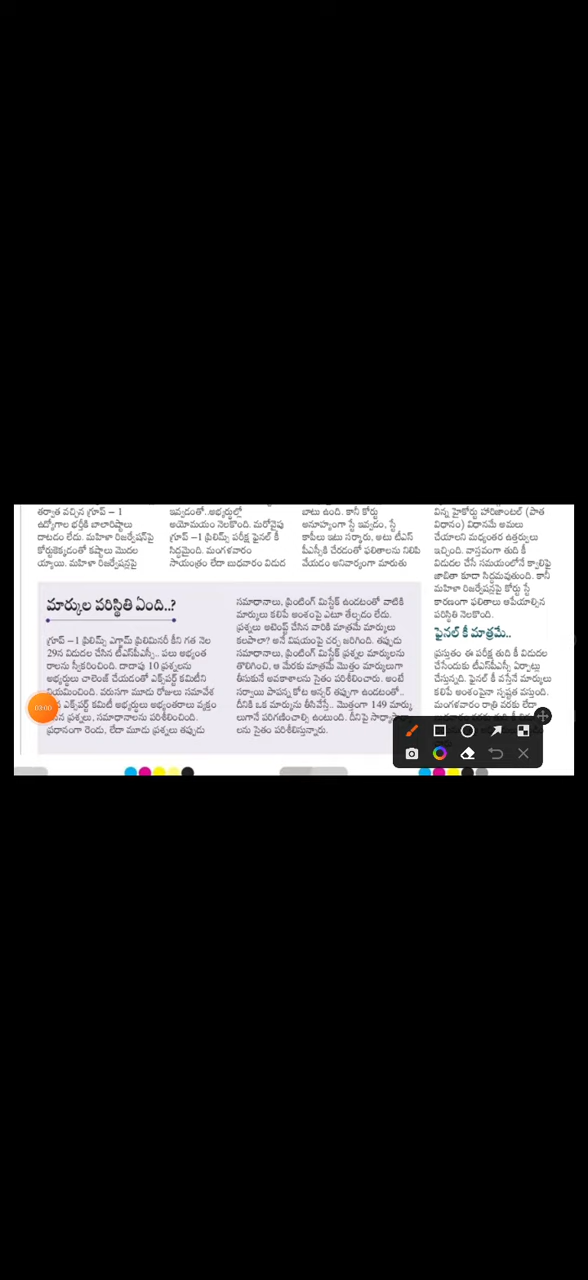 తర్వాత వచ్చిన గ్రూప్ – 1
ఉద్యోగాల భర్తీకి బాలారిష్టాలు
దాటడం లేదు. మహిళా రిజర్వేషన్‌పై
కోర్టుకెక్కడంతో కష్టాలు మొదల
య్యాయి. మహిళా రిజర్వేషన్లపై
ఇవ్వడంతో..అభ్యర్థుల్లో
అయోమయం నెలకొంది. మరోవైపు
గ్రూప్ –1 ప్రిలిమ్స్ పరీక్ష ఫైనల్ కీ
సిద్ధమైంది. మంగళవారం
సాయంత్రం లేదా బుధవారం విడుద
బాటు ఉంది. కానీ కోర్టు
అనూహ్యంగా స్టే ఇవ్వడం, స్టే
కాపీలు ఇటు సర్కారు, అటు టీఎస్
పీఎస్సీకి చేరడంతో ఫలితాలను నిలిపి
వేయడం అనివార్యంగా మారుతు
విన్న హైకోర్టు హారిజాంటల్ (పాత
విధానం) విధానమే అమలు
చేయాలని మధ్యంతర ఉత్తర్వులు
ఇచ్చింది. వాస్తవంగా తుది కీ
విడుదల చేసే సమయంలోనే క్వాలిఫై
జాబితా కూడా సిద్ధమవుతుంది. కానీ
మహిళా రిజర్వేషన్లపై కోర్టు స్టే
కారణంగా ఫలితాలు ఆపేయాల్సిన
పరిస్థితి నెలకొంది.
మార్కుల పరిస్థితి ఏంది..?
గ్రూప్ –1 ప్రిలిమ్స్ ఎగ్జామ్ ప్రిలిమినరీ కీని గత నెల
29న విడుదల చేసిన టీఎస్‌పీఎస్సీ.. పలు అభ్యంత
రాలను స్వీకరించింది. దాదాపు 10 ప్రశ్నలను
అభ్యర్థులు చాలెంజ్ చేయడంతో ఎక్స్‌పర్ట్ కమిటీని
నియమించింది. వరుసగా మూడు రోజులు సమావేశ
ఎక్స్‌పర్ట్ కమిటీ అభ్యర్థులు అభ్యంతరాలు వ్యక్తం
ప్రశ్నలు, సమాధానాలను పరిశీలించింది.
ప్రధానంగా రెండు, లేదా మూడు ప్రశ్నలు తప్పుడు
సమాధానాలు, ప్రింటింగ్ మిస్టేక్ ఉండటంతో వాటికి
మార్కులు కలిపే అంశంపై ఎటూ తేల్చడం లేదు.
ప్రశ్నలు అటెంప్ట్ చేసిన వారికి మాత్రమే మార్కులు
కలపాలా? అనే విషయంపై చర్చ జరిగింది. తప్పుడు
సమాధానాలు, ప్రింటింగ్ మిస్టేక్ ప్రశ్నల మార్కులను
తొలిగించి, ఆ మేరకు మాత్రమే మొత్తం మార్కులుగా
తీసుకునే అవకాశాలను సైతం పరిశీలించారు. అంటే
సర్వాయి పాపన్న కోట ఆన్సర్ తప్పుగా ఉండటంతో..
దీనికి ఒక మార్కును తీసివేస్తే.. మొత్తంగా 149 మార్కు
లుగానే పరిగణించాల్సి ఉంటుంది. దీనిపై
లను సైతం పరిశీలిస్తున్నారు.
ఫైనల్ కీ మాత్రమే..
ప్రస్తుతం ఈ పరీక్ష తుది కీ విడుదల
చేసేందుకు టీఎస్‌పీఎస్సీ ఏర్పాట్లు
చేస్తున్నది. ఫైనల్ కీ వస్తేనే మార్కులు
కలిపే అంశంపైనా స్పష్టత వస్తుంది.
మంగళవారం రాత్రి వరకు లేదా
03:00